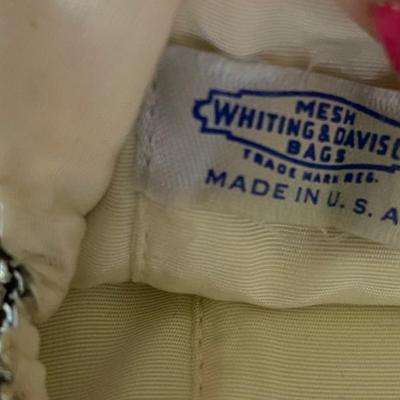 MESH
WHITING & DAVIS
BAGS
TRADE MARK REG.
MADE IN U. S. A